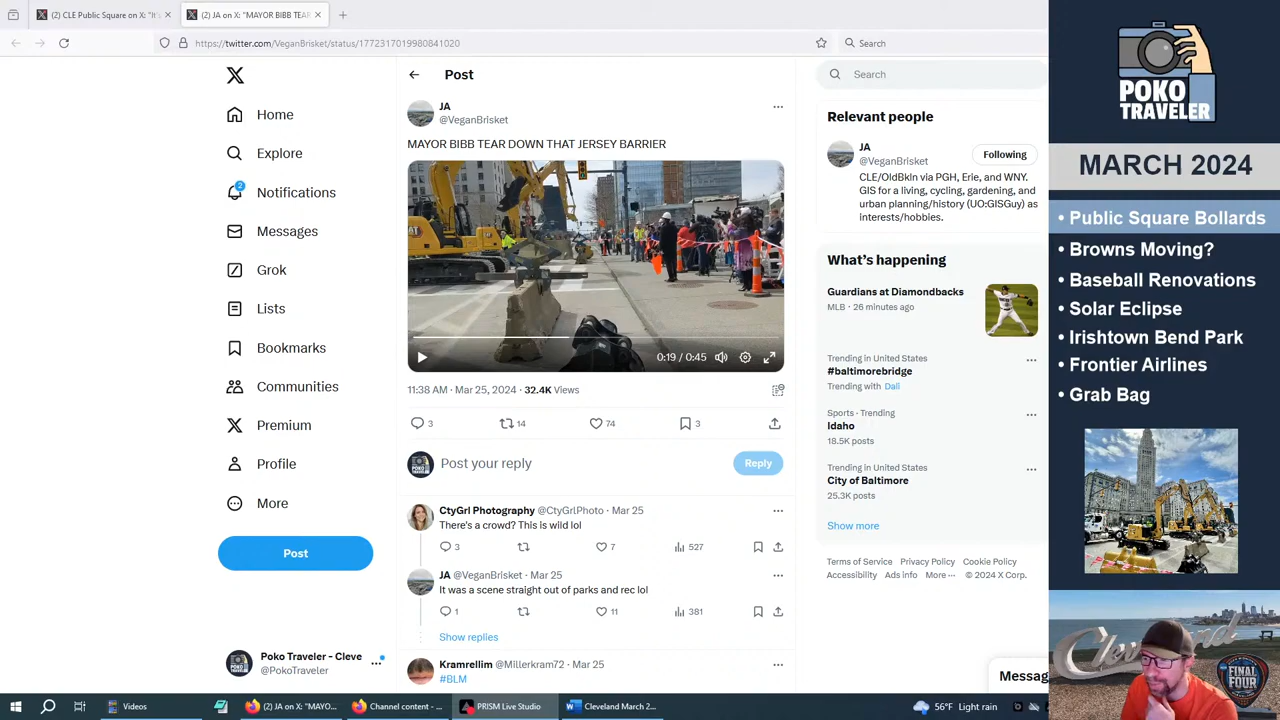 (2) CLE Public Square on X: "It's
(2) JA on X: "MAYOR BIBB TEAR
https://twitter.com/VeganBrisket/status/1772317019980841020
Search
Home
Explore
2
Notifications
Messages
Grok
Lists
Bookmarks
Communities
Premium
Profile
More
Post
Poko Traveler - Cleve
@PokoTraveler
Post
JA
@VeganBrisket
MAYOR BIBB TEAR DOWN THAT JERSEY BARRIER
CAT
0:19 / 0:45
11:38 AM · Mar 25, 2024 · 32.4K Views
3
14
74
3
Post your reply
Reply
CtyGrl Photography @CtyGrlPhoto · Mar 25
There's a crowd? This is wild lol
3
7
527
JA @VeganBrisket · Mar 25
It was a scene straight out of parks and rec lol
1
11
381
Show replies
Kramrellim @Millerkram72 · Mar 25
#BLM
Search
Relevant people
JA
@VeganBrisket
Following
CLE/OldBkln via PGH, Erie, and WNY.
GIS for a living, cycling, gardening, and
urban planning/history (UO:GISGuy) as
interests/hobbies.
What's happening
Guardians at Diamondbacks
MLB · 26 minutes ago
Trending in United States
#baltimorebridge
Trending with Dali
Sports · Trending
Idaho
18.5K posts
Trending in United States
City of Baltimore
25.3K posts
Show more
Terms of Service Privacy Policy Cookie Policy
Accessibility Ads info More ··· © 2024 X Corp.
Messag
POKO
TRAVELER
MARCH 2024
• Public Square Bollards
• Browns Moving?
• Baseball Renovations
• Solar Eclipse
• Irishtown Bend Park
• Frontier Airlines
• Grab Bag
Cleveland
FINAL
FOUR
Videos
(2) JA on X: "MAYO...
Channel content - ...
PRISM Live Studio
Cleveland March 2...
56°F Light rain